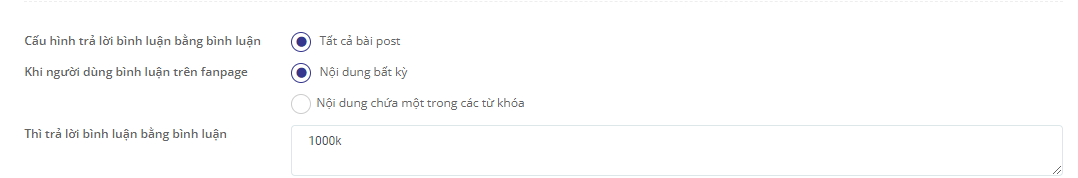 Cấu hình trả lời bình luận bằng bình luận Tất cả bài post
Khi người dùng bình luận trên fanpage Nội dung bất kỳ
Nội dung chứa một trong các từ khóa
Thì trả lời bình luận bằng bình luận
1000k